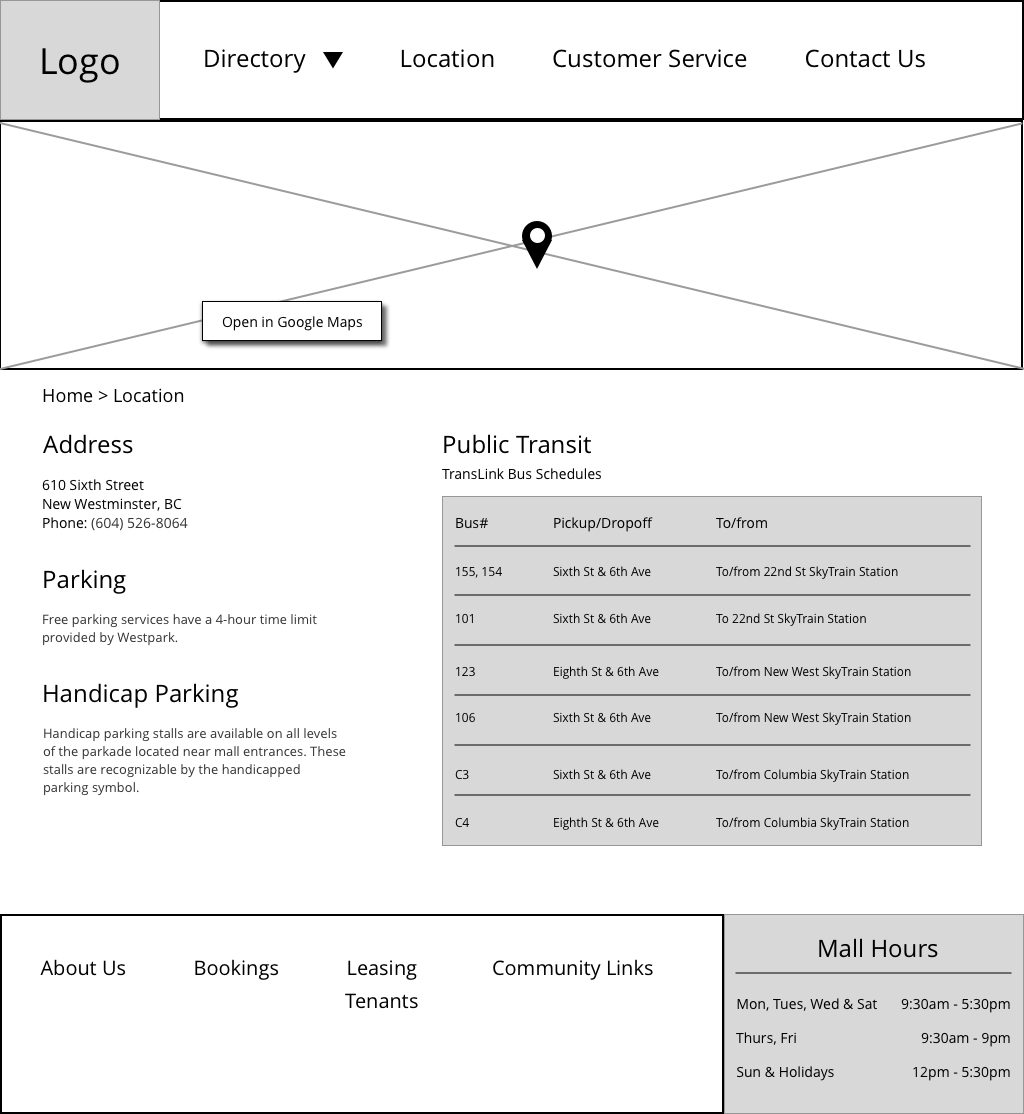 Logo
Directory
Location
Customer Service
Contact Us
Open in Google Maps
Home > Location
Address
610 Sixth Street
New Westminster, BC
Phone: (604) 526-8064
Parking
Free parking services have a 4-hour time limit
provided by Westpark.
Handicap Parking
Handicap parking stalls are available on all levels
of the parkade located near mall entrances. These
stalls are recognizable by the handicapped
parking symbol.
Public Transit
TransLink Bus Schedules
Bus# Pickup/Dropoff To/from
155, 154 Sixth St & 6th Ave To/from 22nd St SkyTrain Station
101 Sixth St & 6th Ave To 22nd St SkyTrain Station
123 Eighth St & 6th Ave To/from New West SkyTrain Station
106 Sixth St & 6th Ave To/from New West SkyTrain Station
C3 Sixth St & 6th Ave To/from Columbia SkyTrain Station
C4 Eighth St & 6th Ave To/from Columbia SkyTrain Station
About Us
Bookings
Leasing
Tenants
Community Links
Mall Hours
Mon, Tues, Wed & Sat 9:30am - 5:30pm
Thurs, Fri 9:30am - 9pm
Sun & Holidays 12pm - 5:30pm